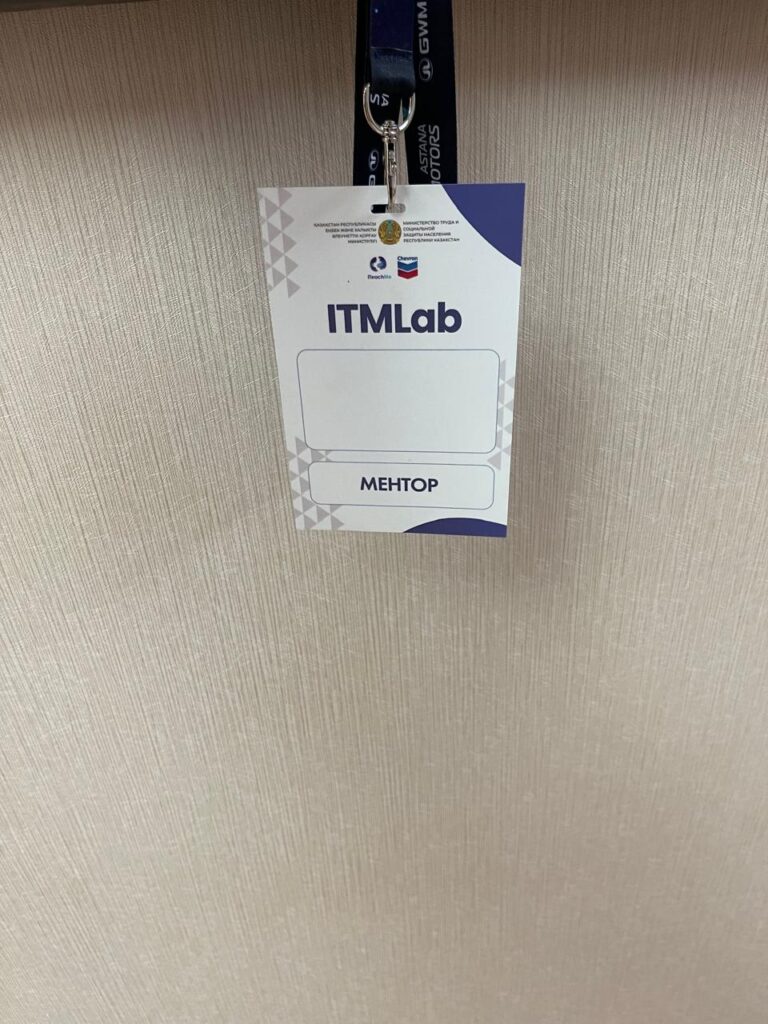 GWM
ASTANA
MOTORS
ҚАЗАҚСТАН РЕСПУБЛИКАСЫ
ЕҢБЕК ЖӘНЕ ХАЛЫҚТЫ
ӘЛЕУМЕТТІК ҚОРҒАУ
МИНИСТРЛІГІ
МИНИСТЕРСТВО ТРУДА И
СОЦИАЛЬНОЙ
ЗАЩИТЫ НАСЕЛЕНИЯ
РЕСПУБЛИКИ КАЗАХСТАН
Chevron
ITMLab
МЕНТОР